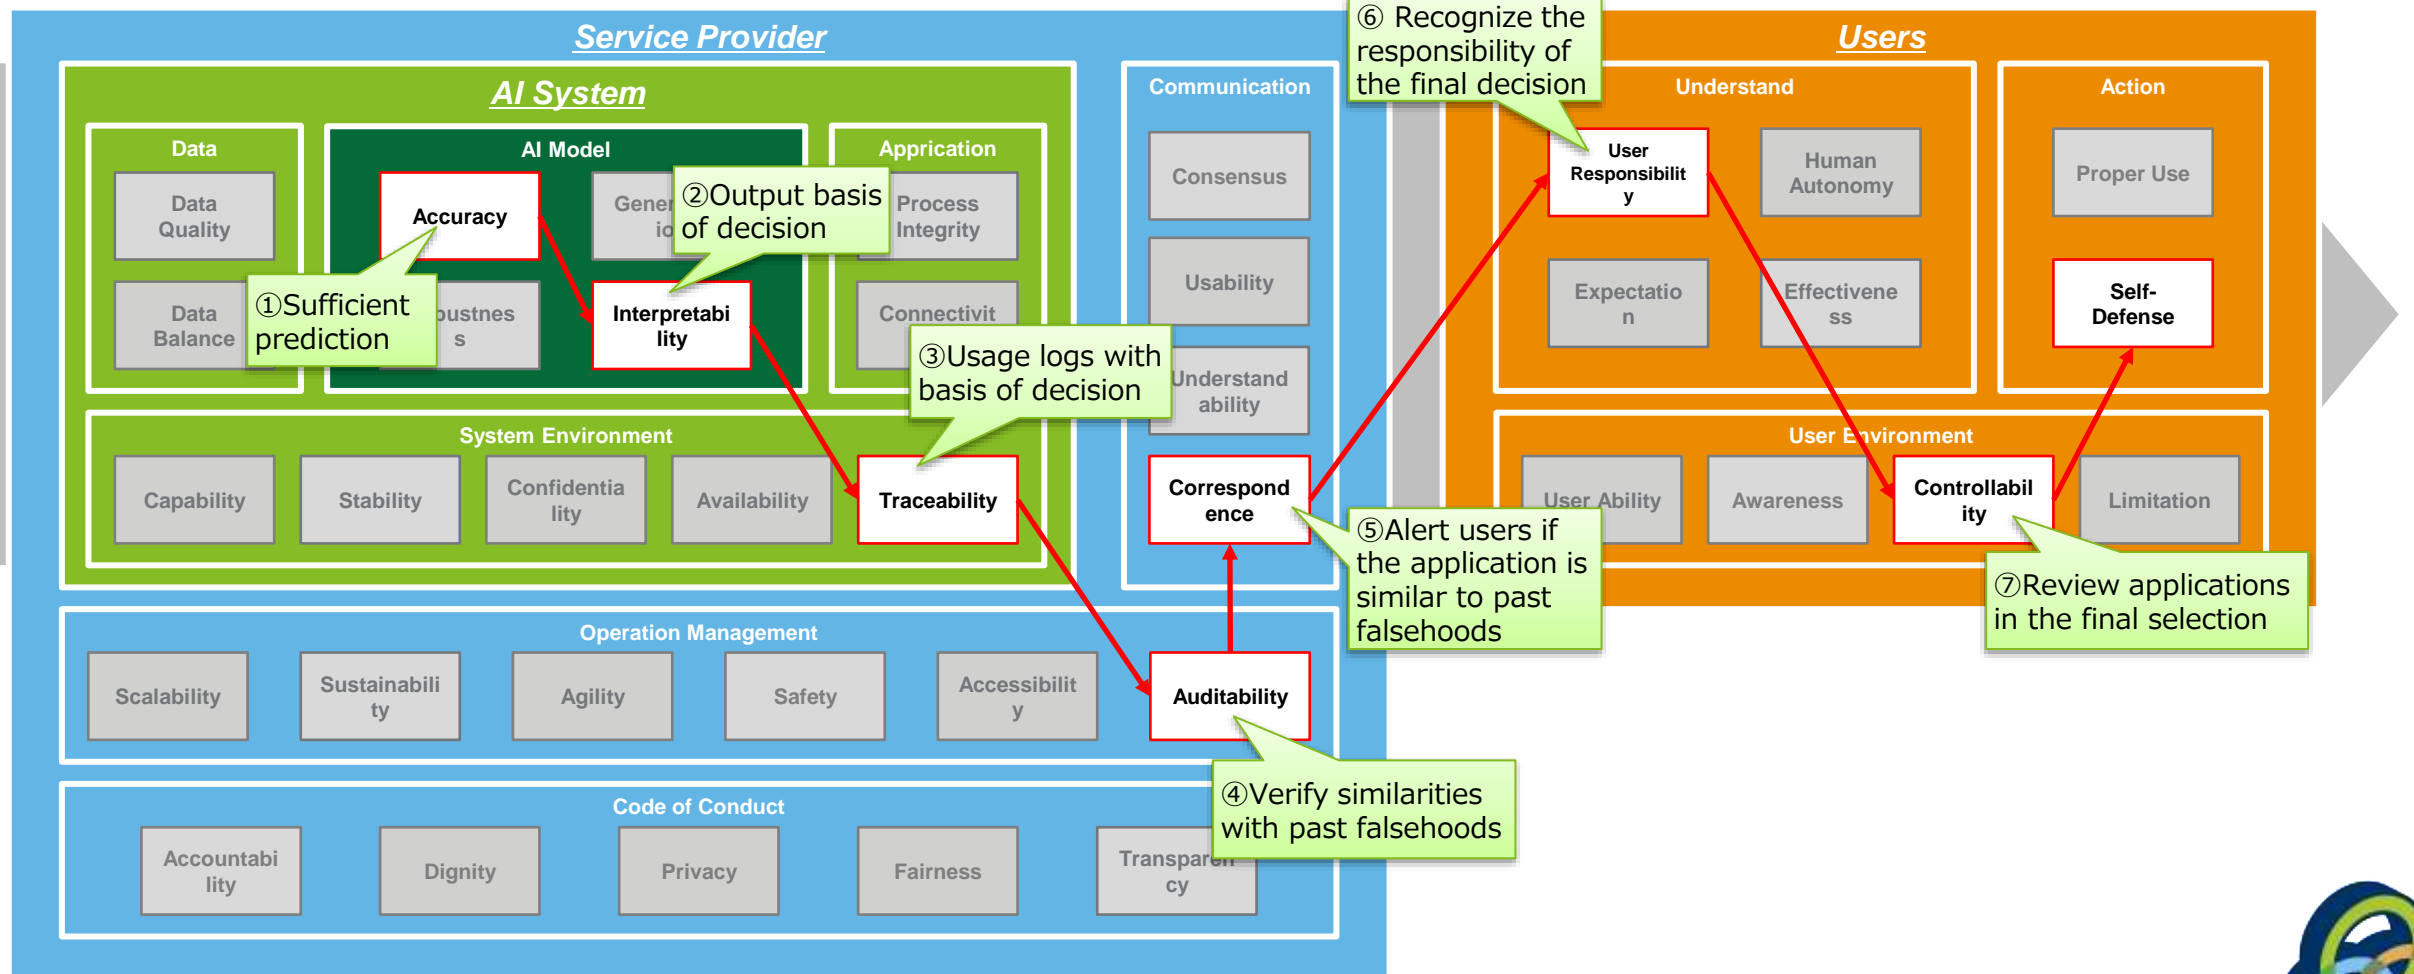 Service Provider
AI System
Data
Data
Quality
Data
Balance
AI Model
Accuracy
Gener
io
bustnes
s
Interpretabi
lity
Apprication
Process
Integrity
Connectivit
①Sufficient
prediction
②Output basis
of decision
③Usage logs with
basis of decision
System Environment
Capability
Stability
Confidentia
lity
Availability
Traceability
Communication
Consensus
Usability
Understand
ability
Correspond
ence
Operation Management
Scalability
Sustainabili
ty
Agility
Safety
Accessibilit
y
Auditability
④Verify similarities
with past falsehoods
Code of Conduct
Accountabi
lity
Dignity
Privacy
Fairness
Transparen
cy
⑤Alert users if
the application is
similar to past
falsehoods
⑥ Recognize the
responsibility of
the final decision
Users
Understand
User
Responsibilit
y
Human
Autonomy
Expectatio
n
Effectivene
ss
Action
Proper Use
Self-
Defense
User Environment
User Ability
Awareness
Controllabil
ity
Limitation
⑦Review applications
in the final selection